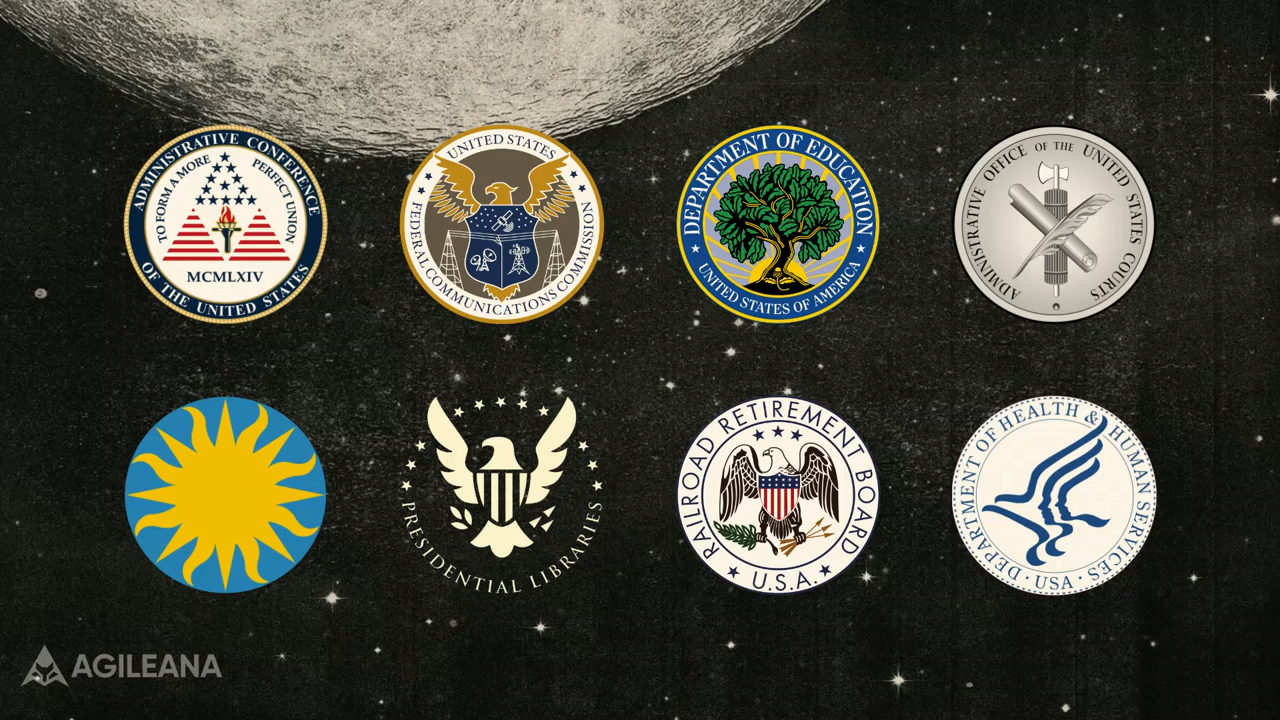 ADMINISTRATIVE CONFERENCE
OF THE UNITED STATES
TO FORM A MORE
PERFECT UNION
MCMLXIV
UNITED STATES
FEDERAL COMMUNICATIONS COMMISSION
DEPARTMENT OF EDUCATION
UNITED STATES OF AMERICA
ADMINISTRATIVE OFFICE OF THE UNITED STATES COURTS
PRESIDENTIAL LIBRARIES
RAILROAD RETIREMENT BOARD
U.S.A.
DEPARTMENT OF HEALTH & HUMAN SERVICES
· USA ·
AGILEANA